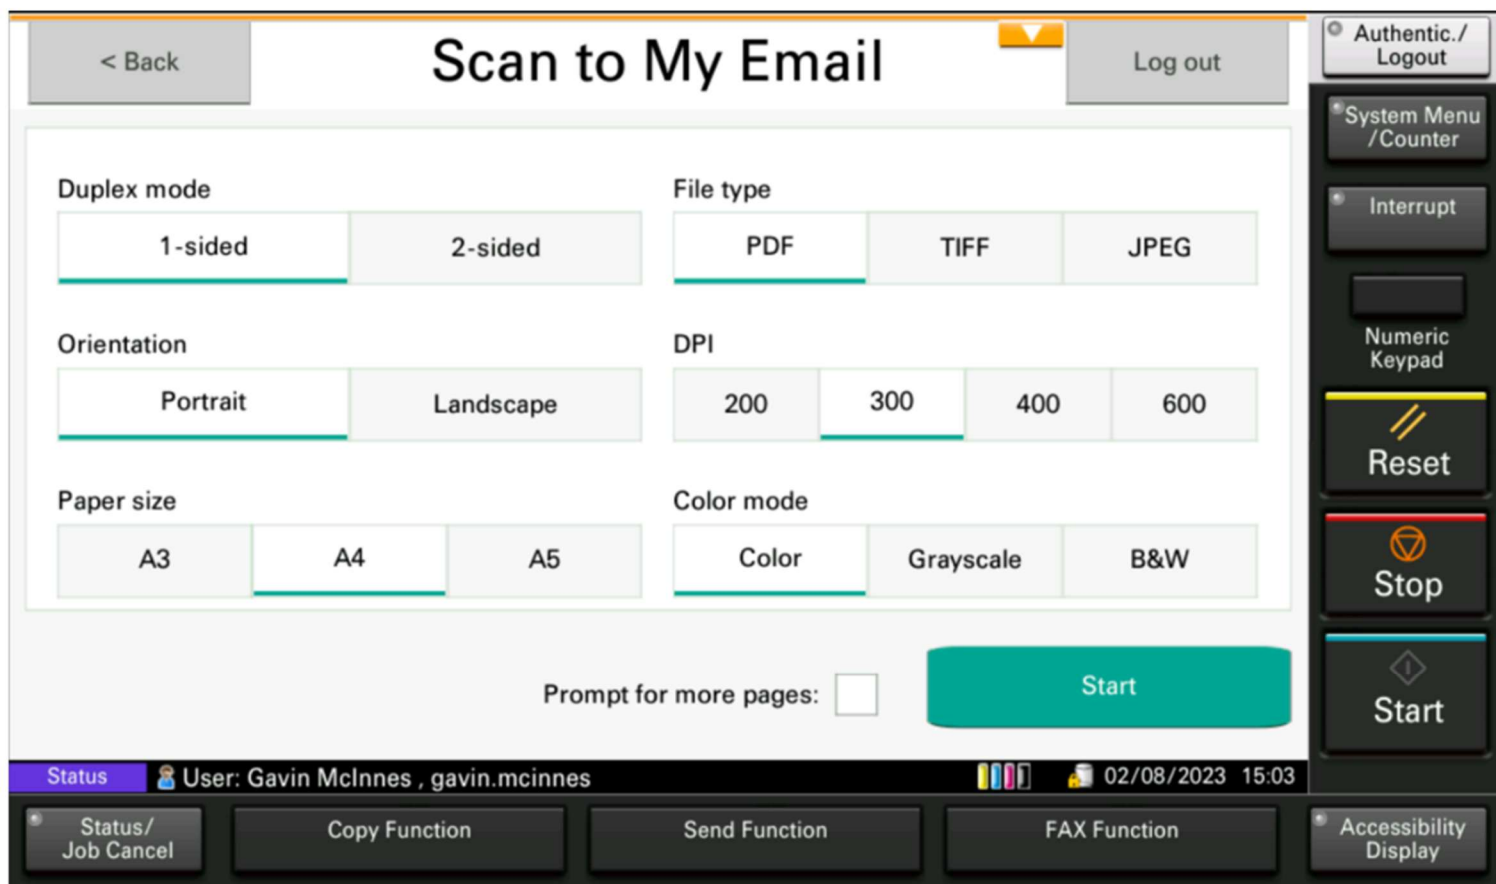 < Back
Scan to My Email
Log out
Authentic./
Logout
System Menu
/Counter
Interrupt
Numeric
Keypad
Reset
Stop
Start
Duplex mode
1-sided
2-sided
File type
PDF
TIFF
JPEG
Orientation
Portrait
Landscape
DPI
200
300
400
600
Paper size
A3
A4
A5
Color mode
Color
Grayscale
B&W
Prompt for more pages:
Start
Status
User: Gavin McInnes , gavin.mcinnes
02/08/2023 15:03
Status/
Job Cancel
Copy Function
Send Function
FAX Function
Accessibility
Display